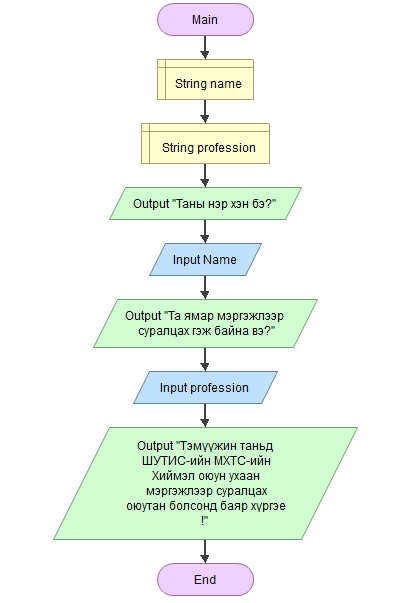 Main
String name
String profession
Output "Таны нэр хэн бэ?"
Input Name
Output "Та ямар мэргэжлээр
суралцах гэж байна вэ?"
Input profession
Output "Тэмүүжин таньд
ШУТИС-ийн МХТС-ийн
Хиймэл оюун ухаан
мэргэжлээр суралцах
оюутан болсонд баяр хүргэе
!"
End